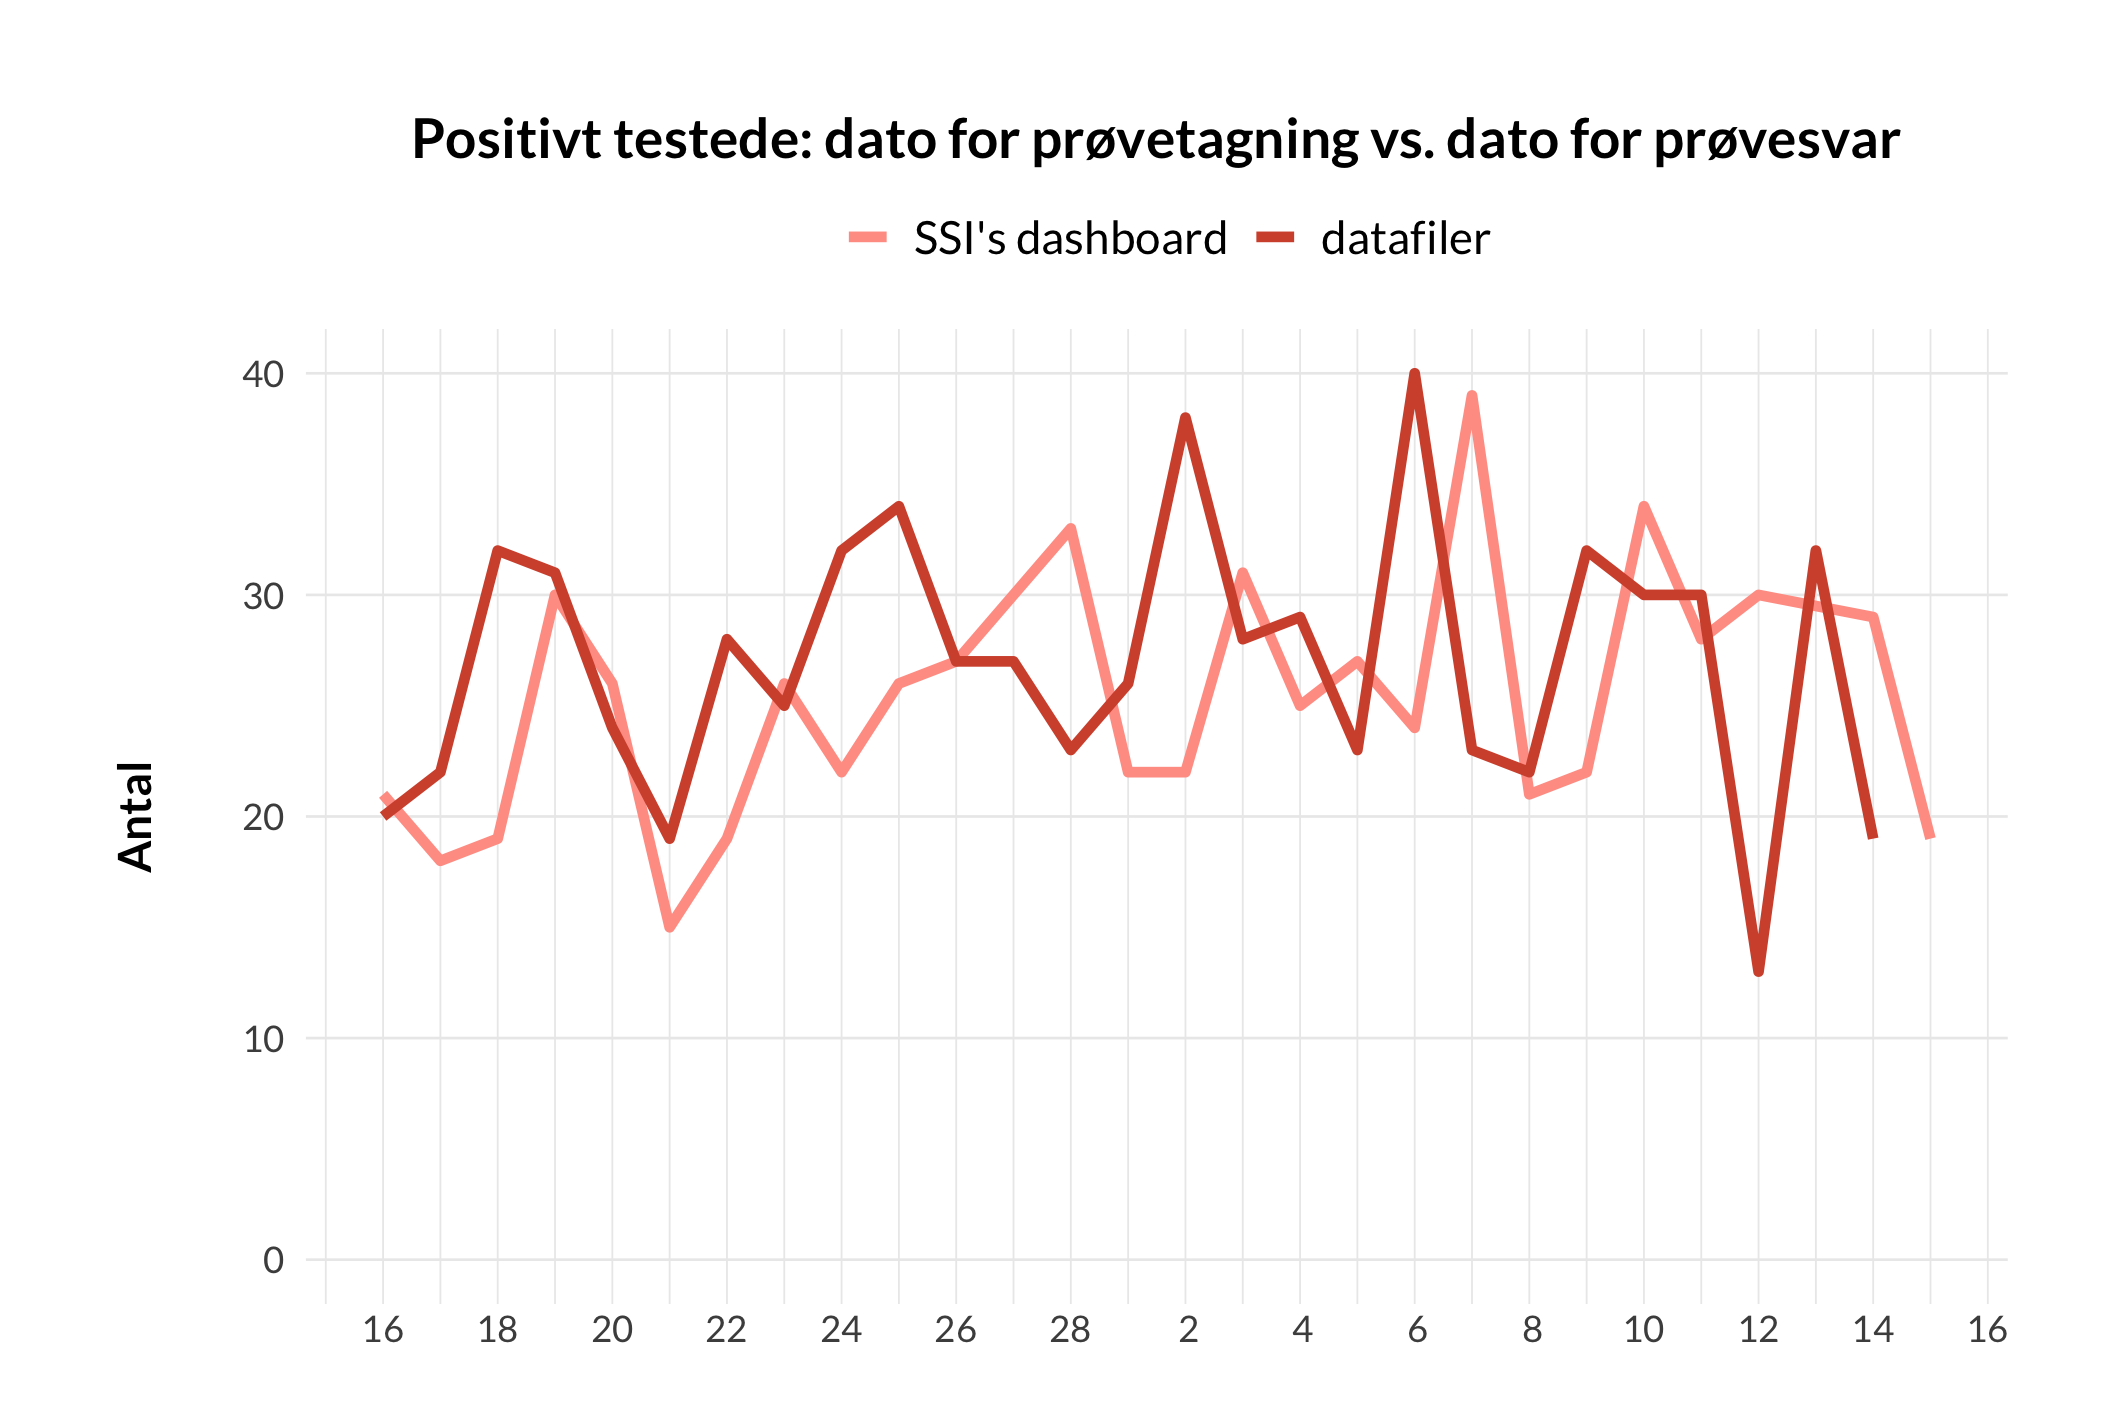 Positivt testede: dato for prøvetagning vs. dato for prøvesvar
SSI's dashboard datafiler
Antal
40
30
20
10
0
16 18 20 22 24 26 28 2 4 6 8 10 12 14 16